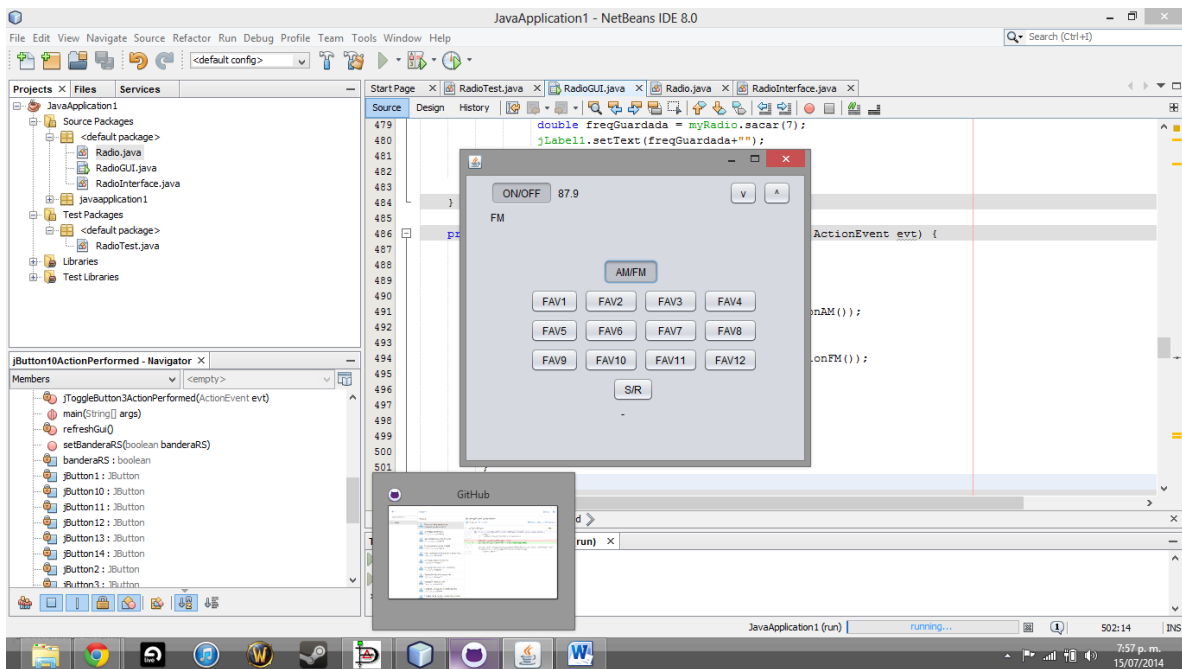 JavaApplication1 - NetBeans IDE 8.0
File Edit View Navigate Source Refactor Run Debug Profile Team Tools Window Help
Search (Ctrl+I)
<default config>
Projects Files Services
Start Page RadioTest.java RadioGUI.java Radio.java RadioInterface.java
JavaApplication1
Source Packages
<default package>
Radio.java
RadioGUI.java
RadioInterface.java
javaapplication1
Test Packages
<default package>
RadioTest.java
Libraries
Test Libraries
Source Design History
479 double freqGuardada = myRadio.sacar(7);
480 jLabel1.setText(freqGuardada+"");
481
482
483
484 }
485
486 pr ActionEvent evt) {
487
488
489
490
491 onAM());
492
493
494 onFM());
495
496
497
498
499
500
501 }
ON/OFF 87.9 v ^
FM
AM/FM
FAV1 FAV2 FAV3 FAV4
FAV5 FAV6 FAV7 FAV8
FAV9 FAV10 FAV11 FAV12
S/R
-
jButton10ActionPerformed - Navigator
Members <empty>
jToggleButton3ActionPerformed(ActionEvent evt)
main(String[] args)
refreshGui()
setBanderaRS(boolean banderaRS)
banderaRS : boolean
jButton1 : JButton
jButton10 : JButton
jButton11 : JButton
jButton12 : JButton
jButton13 : JButton
jButton14 : JButton
jButton2 : JButton
jButton3 : JButton
GitHub
d
run)
JavaApplication1 (run) running... 1 502:14 INS
live
W
7:57 p. m.
15/07/2014